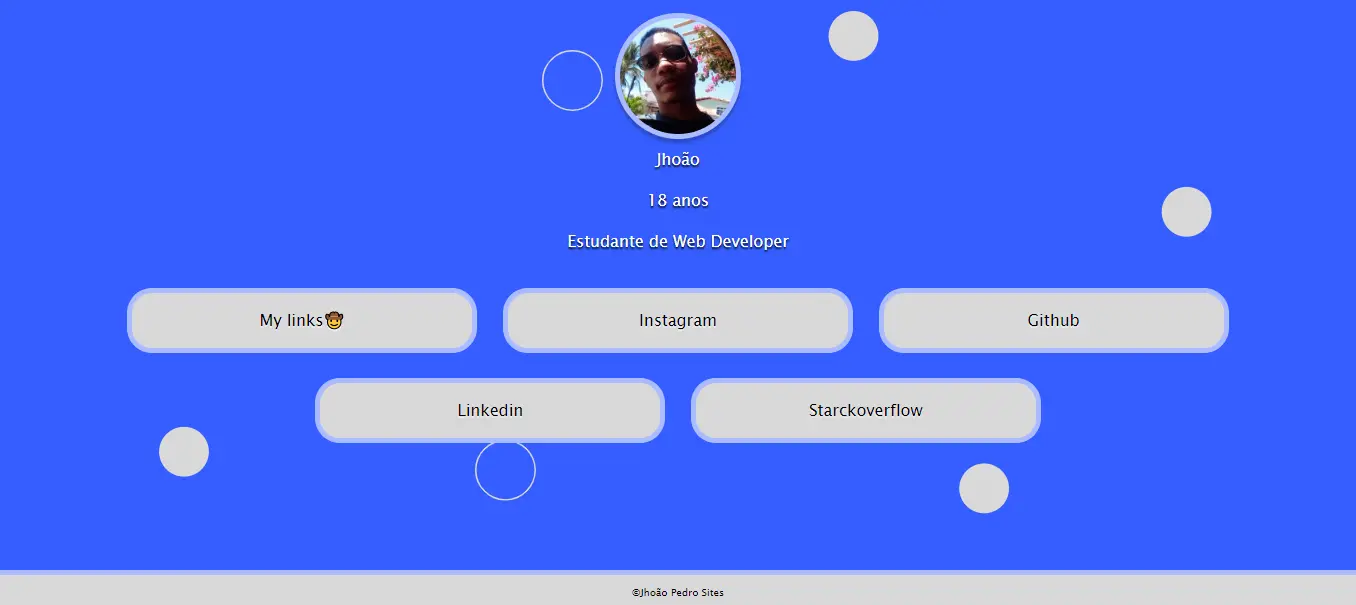 Jhoão
18 anos
Estudante de Web Developer
My links🤠
Instagram
Github
Linkedin
Starckoverflow
©Jhoão Pedro Sites